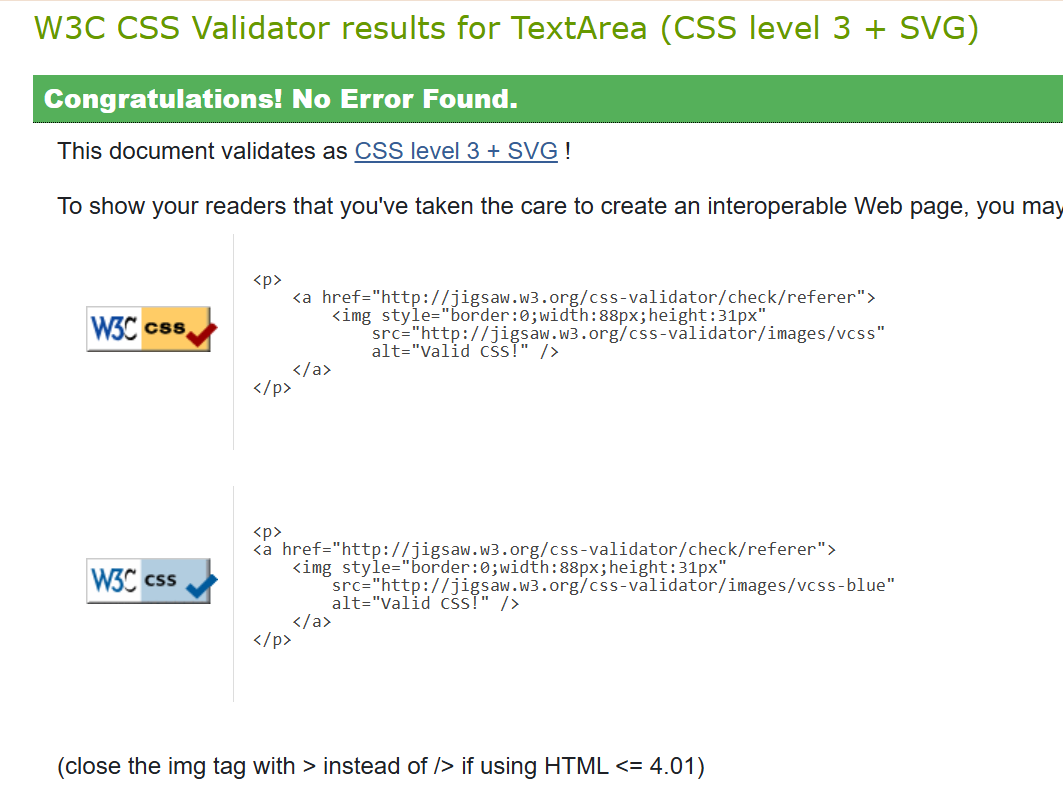 W3C CSS Validator results for TextArea (CSS level 3 + SVG)
Congratulations! No Error Found.
This document validates as CSS level 3 + SVG !
To show your readers that you've taken the care to create an interoperable Web page, you may
<p>
<a href="http://jigsaw.w3.org/css-validator/check/referer">
<img style="border:0;width:88px;height:31px"
W3C css
src="http://jigsaw.w3.org/css-validator/images/vcss"
alt="Valid CSS!" />
</a>
</p>
<p>
<a href="http://jigsaw.w3.org/css-validator/check/referer">
<img style="border:0;width:88px;height:31px"
W3C css
src="http://jigsaw.w3.org/css-validator/images/vcss-blue"
alt="Valid CSS!" />
</a>
</p>
(close the img tag with > instead of /> if using HTML <= 4.01)